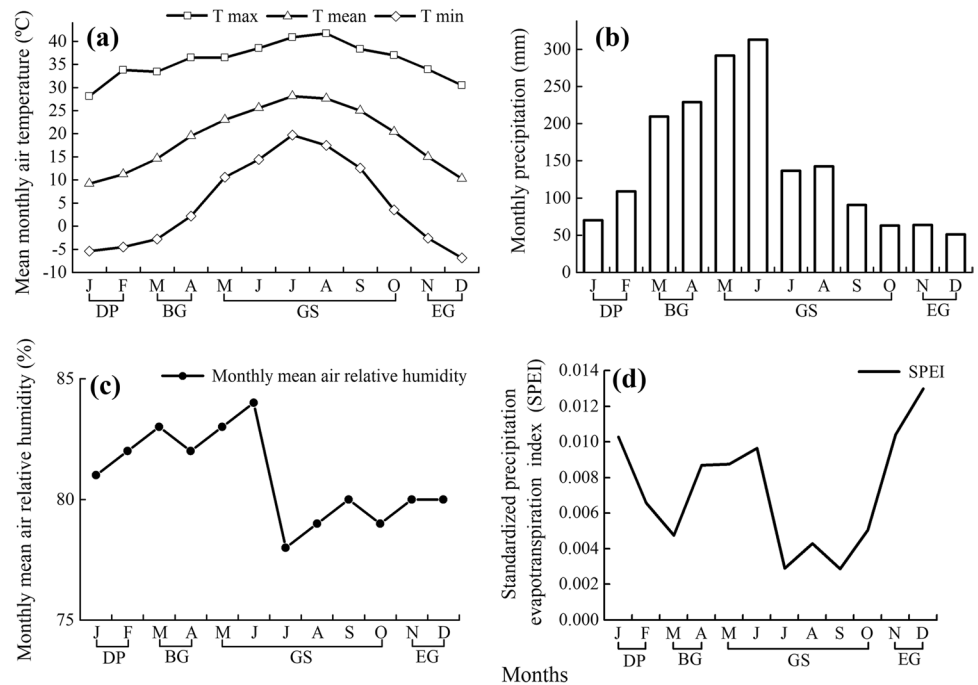 T max T mean T min
(a)
Mean monthly air temperature (ºC)
40
35
30
25
20
15
10
5
0
-5
-10
J F M A M J J A S O N D
DP BG GS EG
(b)
Monthly precipitation (mm)
300
250
200
150
100
50
0
J F M A M J J A S O N D
DP BG GS EG
(c)
Monthly mean air relative humidity
Monthly mean air relative humidity (%)
85
80
75
J F M A M J J A S O N D
DP BG GS EG
(d)
SPEI
Standardized precipitation
evapotranspiration index (SPEI)
0.014
0.012
0.010
0.008
0.006
0.004
0.002
0.000
J F M A M J J A S O N D
DP BG GS EG
Months